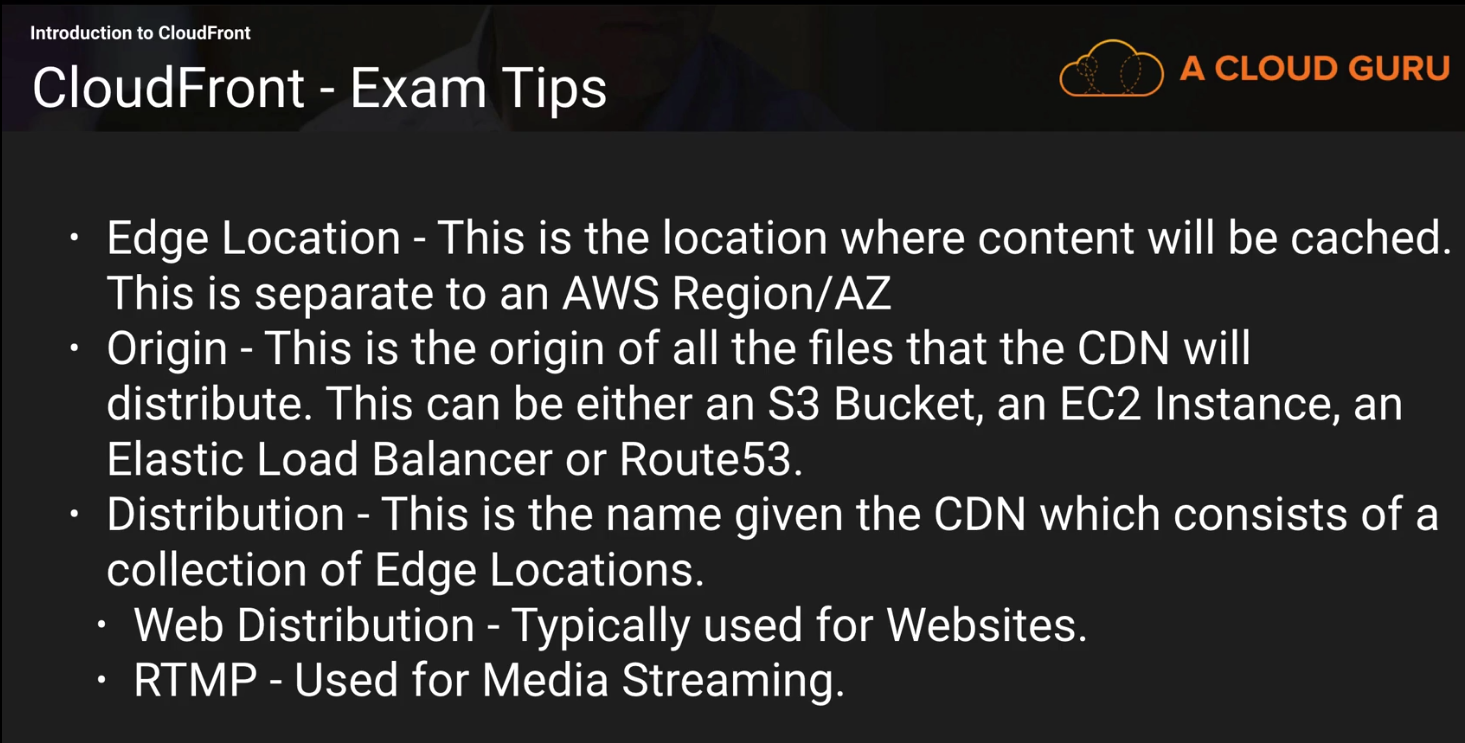 Introduction to CloudFront
CloudFront - Exam Tips
A CLOUD GURU
• Edge Location - This is the location where content will be cached.
This is separate to an AWS Region/AZ
• Origin - This is the origin of all the files that the CDN will
distribute. This can be either an S3 Bucket, an EC2 Instance, an
Elastic Load Balancer or Route53.
• Distribution - This is the name given the CDN which consists of a
collection of Edge Locations.
• Web Distribution - Typically used for Websites.
• RTMP - Used for Media Streaming.